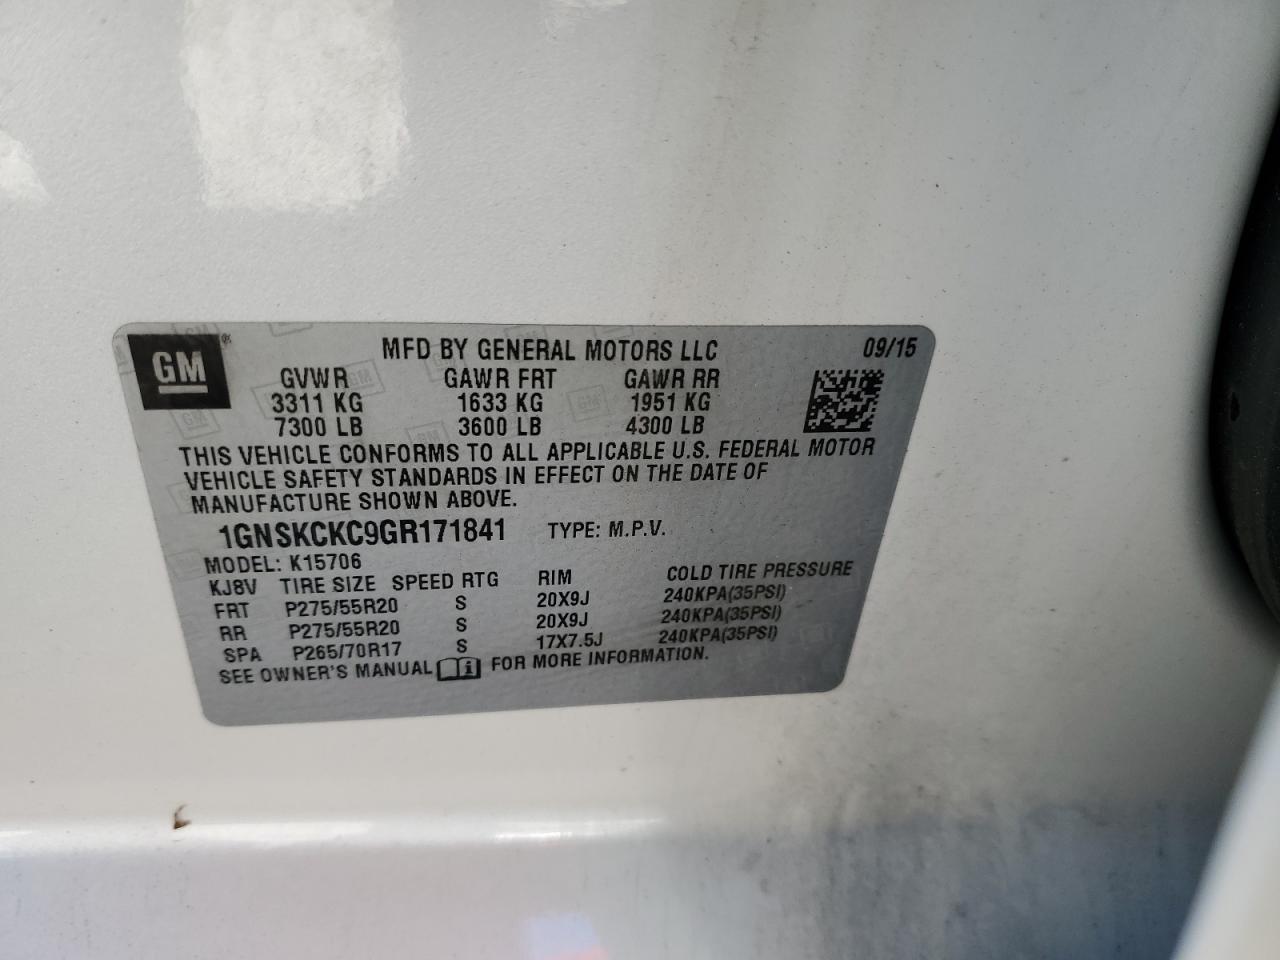 GM
MFD BY GENERAL MOTORS LLC 09/15
GVWR GAWR FRT GAWR RR
3311 KG 1633 KG 1951 KG
7300 LB 3600 LB 4300 LB
THIS VEHICLE CONFORMS TO ALL APPLICABLE U.S. FEDERAL MOTOR
VEHICLE SAFETY STANDARDS IN EFFECT ON THE DATE OF
MANUFACTURE SHOWN ABOVE.
1GNSKCKC9GR171841 TYPE: M.P.V.
MODEL: K15706
KJ8V TIRE SIZE SPEED RTG RIM COLD TIRE PRESSURE
FRT P275/55R20 S 20X9J 240KPA(35PSI)
RR P275/55R20 S 20X9J 240KPA(35PSI)
SPA P265/70R17 S 17X7.5J 240KPA(35PSI)
SEE OWNER'S MANUAL FOR MORE INFORMATION.